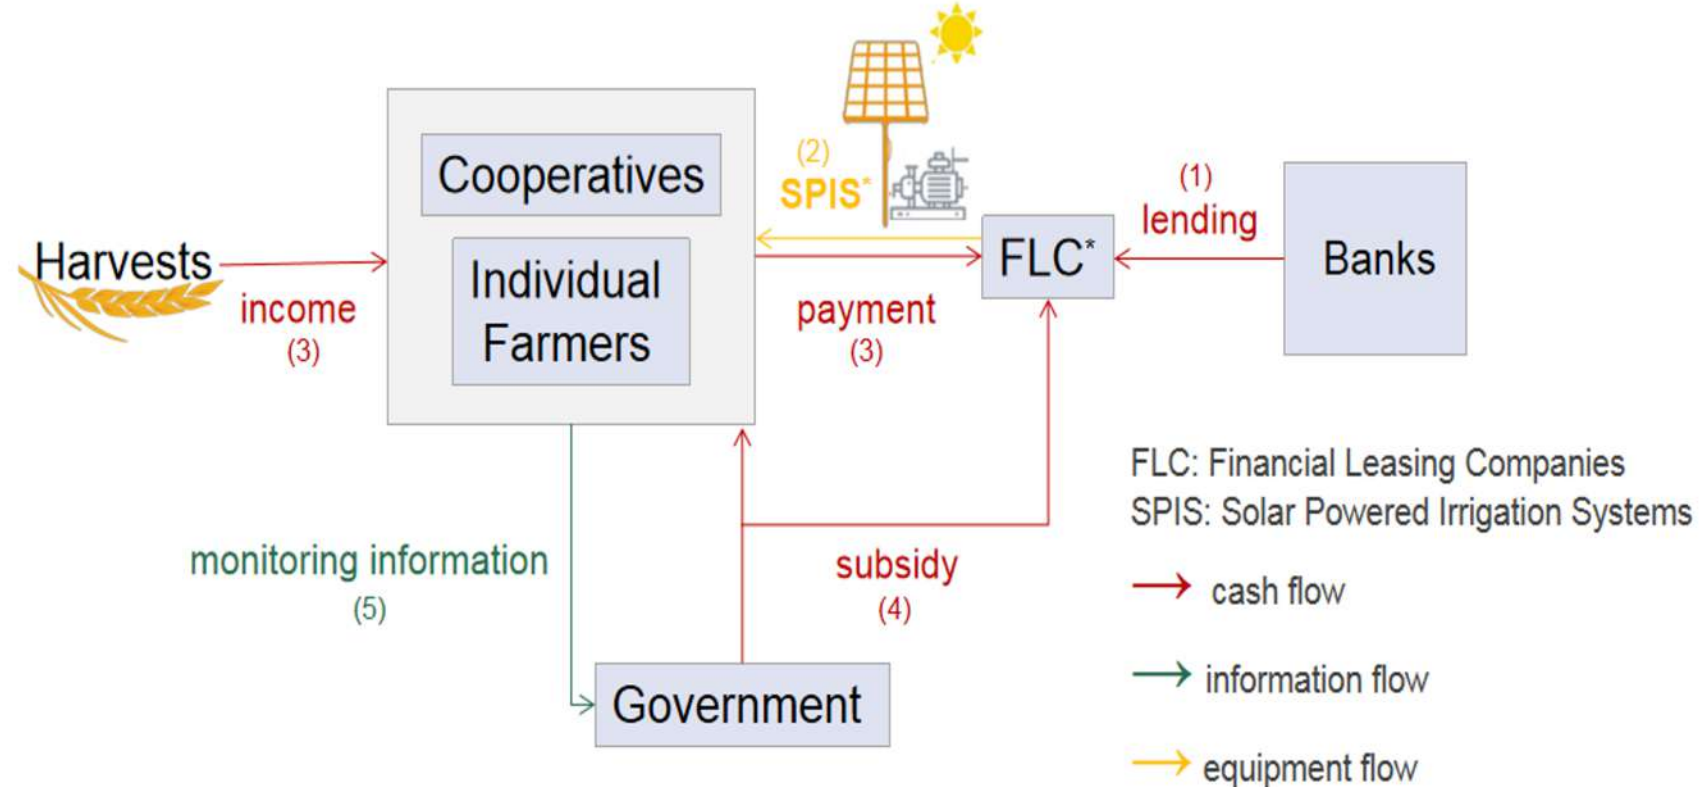 Cooperatives
Individual
Farmers
Harvests
income
(3)
(2)
SPIS*
payment
(3)
FLC*
(1)
lending
Banks
monitoring information
(5)
subsidy
(4)
Government
FLC: Financial Leasing Companies
SPIS: Solar Powered Irrigation Systems
cash flow
information flow
equipment flow